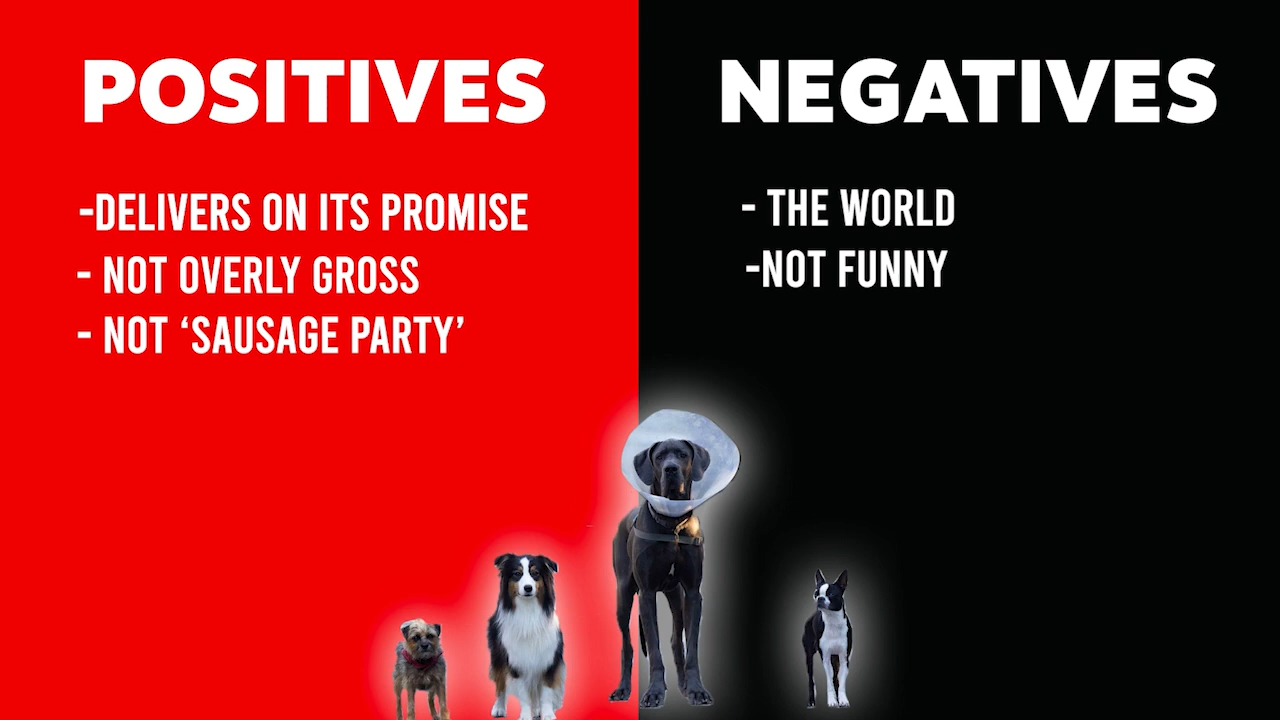 POSITIVES
-DELIVERS ON ITS PROMISE
- NOT OVERLY GROSS
- NOT ‘SAUSAGE PARTY’
NEGATIVES
- THE WORLD
-NOT FUNNY